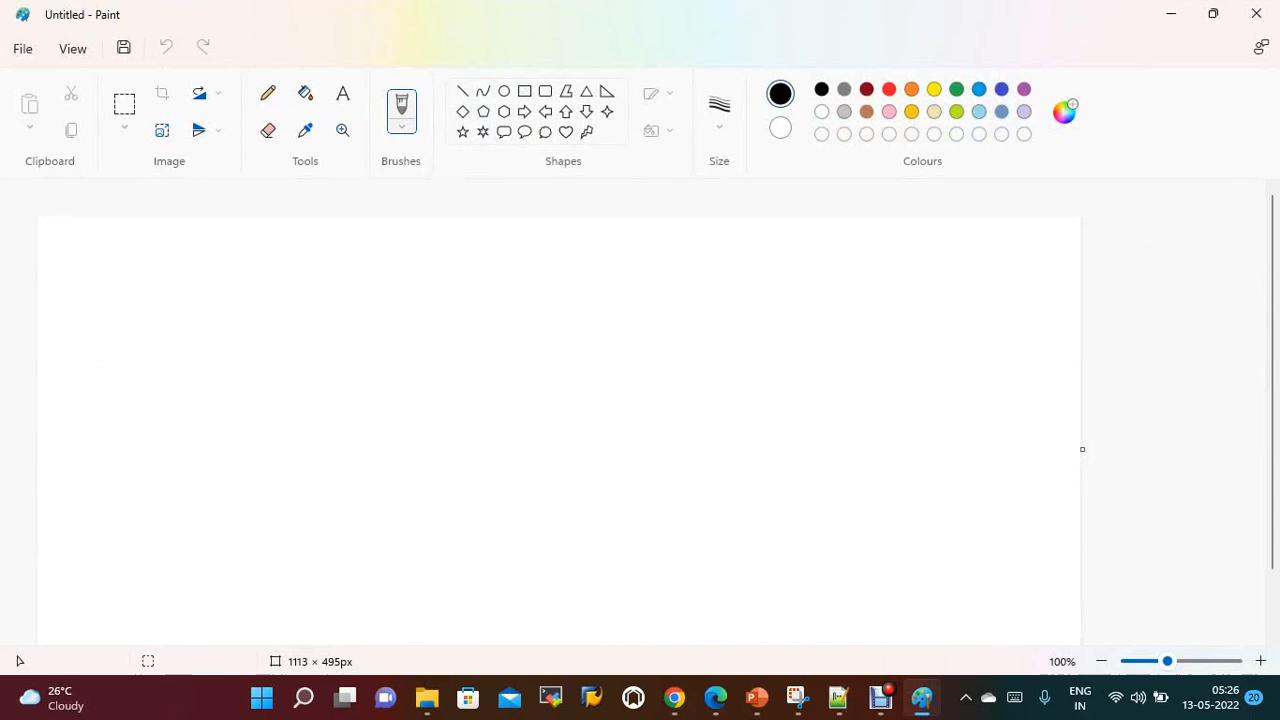 Untitled - Paint
File View
Clipboard Image Tools Brushes Shapes Size Colours
1113 × 495px 100%
26°C
Cloudy
ENG
IN
05:26
13-05-2022
20